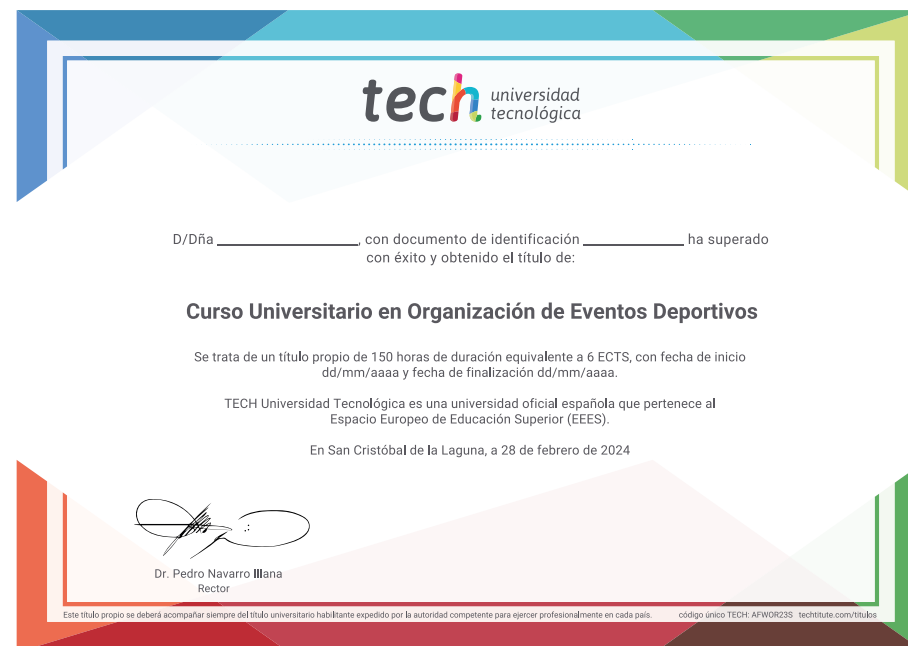 tech universidad
tecnológica
D/Dña ____________, con documento de identificación ____________ ha superado
con éxito y obtenido el título de:
Curso Universitario en Organización de Eventos Deportivos
Se trata de un título propio de 150 horas de duración equivalente a 6 ECTS, con fecha de inicio
dd/mm/aaaa y fecha de finalización dd/mm/aaaa.
TECH Universidad Tecnológica es una universidad oficial española que pertenece al
Espacio Europeo de Educación Superior (EEES).
En San Cristóbal de la Laguna, a 28 de febrero de 2024
Dr. Pedro Navarro Illana
Rector
Este título propio se deberá acompañar siempre del título universitario habilitante expedido por la autoridad competente para ejercer profesionalmente en cada país. código único TECH: AFWOR23S techtitute.com/titulos